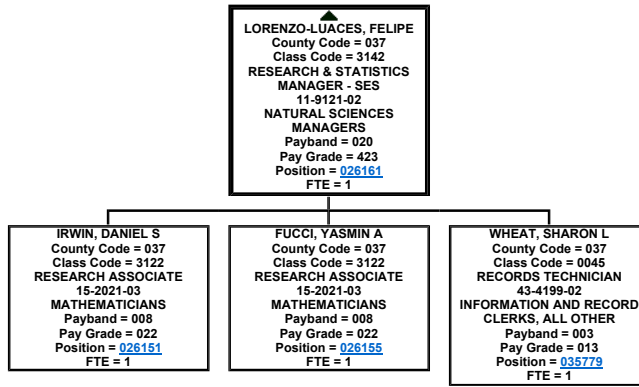 LORENZO-LUACES, FELIPE
County Code = 037
Class Code = 3142
RESEARCH & STATISTICS
MANAGER - SES
11-9121-02
NATURAL SCIENCES
MANAGERS
Payband = 020
Pay Grade = 423
Position = 026161
FTE = 1
IRWIN, DANIEL S
County Code = 037
Class Code = 3122
RESEARCH ASSOCIATE
15-2021-03
MATHEMATICIANS
Payband = 008
Pay Grade = 022
Position = 026151
FTE = 1
FUCCI, YASMIN A
County Code = 037
Class Code = 3122
RESEARCH ASSOCIATE
15-2021-03
MATHEMATICIANS
Payband = 008
Pay Grade = 022
Position = 026155
FTE = 1
WHEAT, SHARON L
County Code = 037
Class Code = 0045
RECORDS TECHNICIAN
43-4199-02
INFORMATION AND RECORD
CLERKS, ALL OTHER
Payband = 003
Pay Grade = 013
Position = 035779
FTE = 1